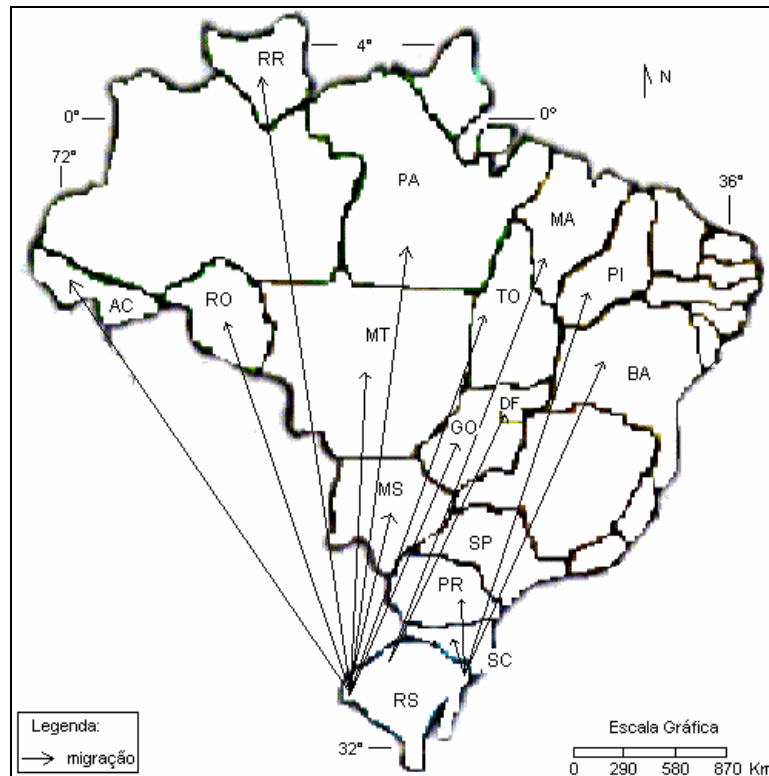 RR
4°
N
0°
0°
72°
PA
36°
MA
PI
AC
RO
TO
MT
BA
DF
GO
MS
SP
PR
SC
RS
Legenda:
migração
32°
Escala Gráfica
0 290 580 870 Km